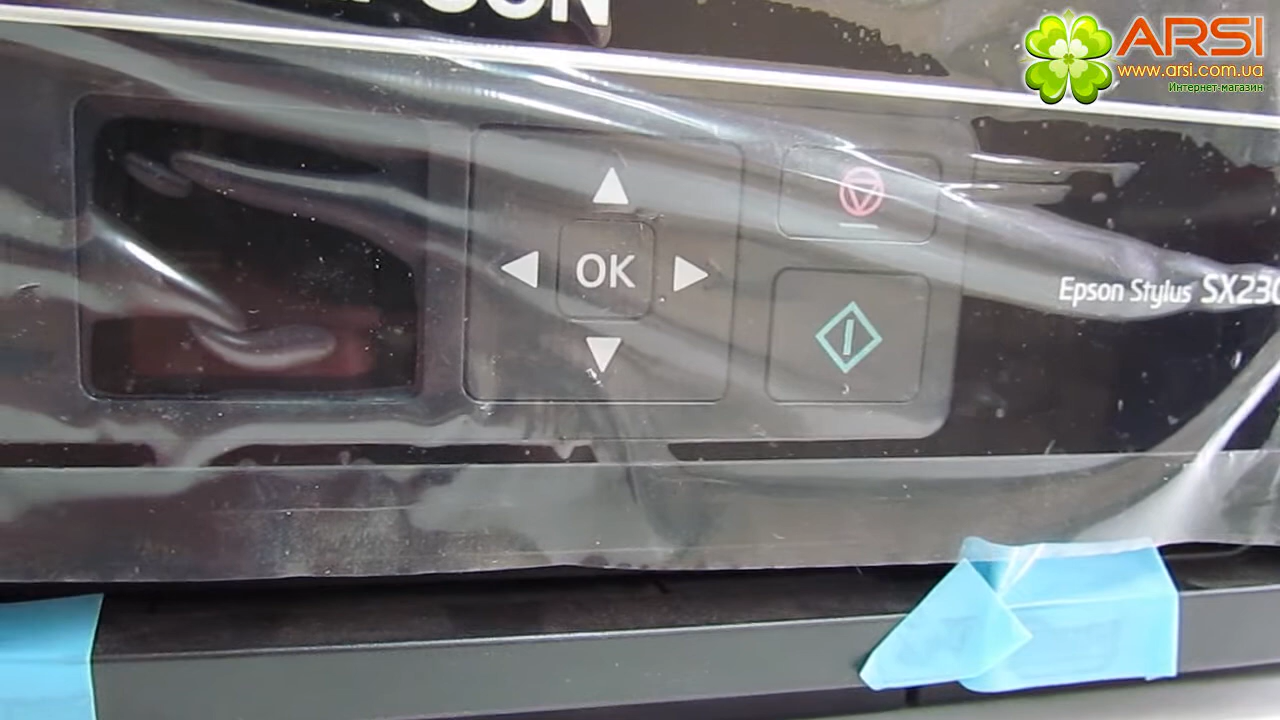 ARSI
www.arsi.com.ua
Интернет-магазин
OK
Epson Stylus SX230